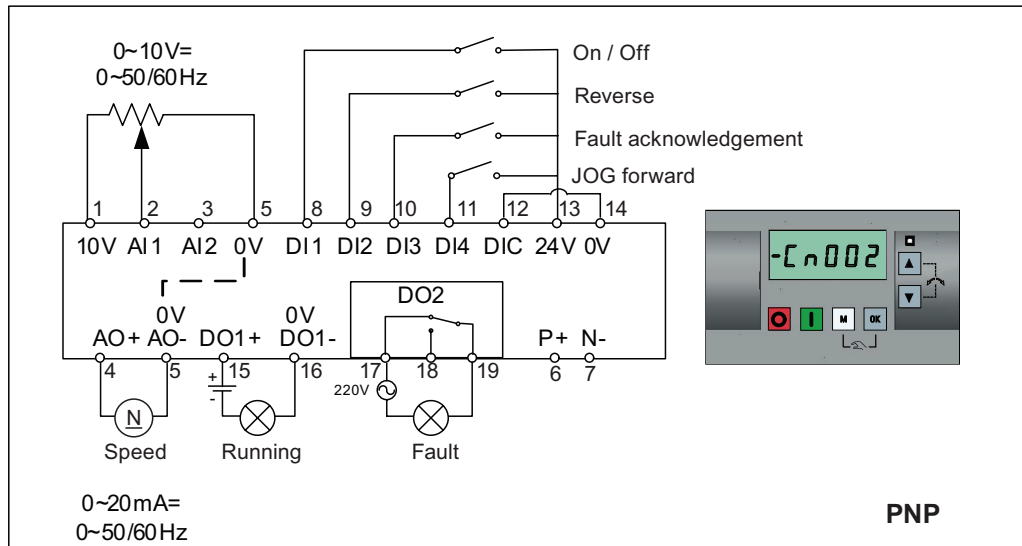 0~10V=
0~50/60Hz
On / Off
Reverse
Fault acknowledgement
JOG forward
1 2 3 5 8 9 10 11 12 13 14
10V AI1 AI2 0V DI1 DI2 DI3 DI4 DIC 24V 0V
-Cn002
M OK
DO2
0V 0V
AO+ AO- DO1+ DO1- P+ N-
4 5 15 16 17 18 19 6 7
+
-
220V
N
Speed Running Fault
0~20mA=
0~50/60Hz
PNP